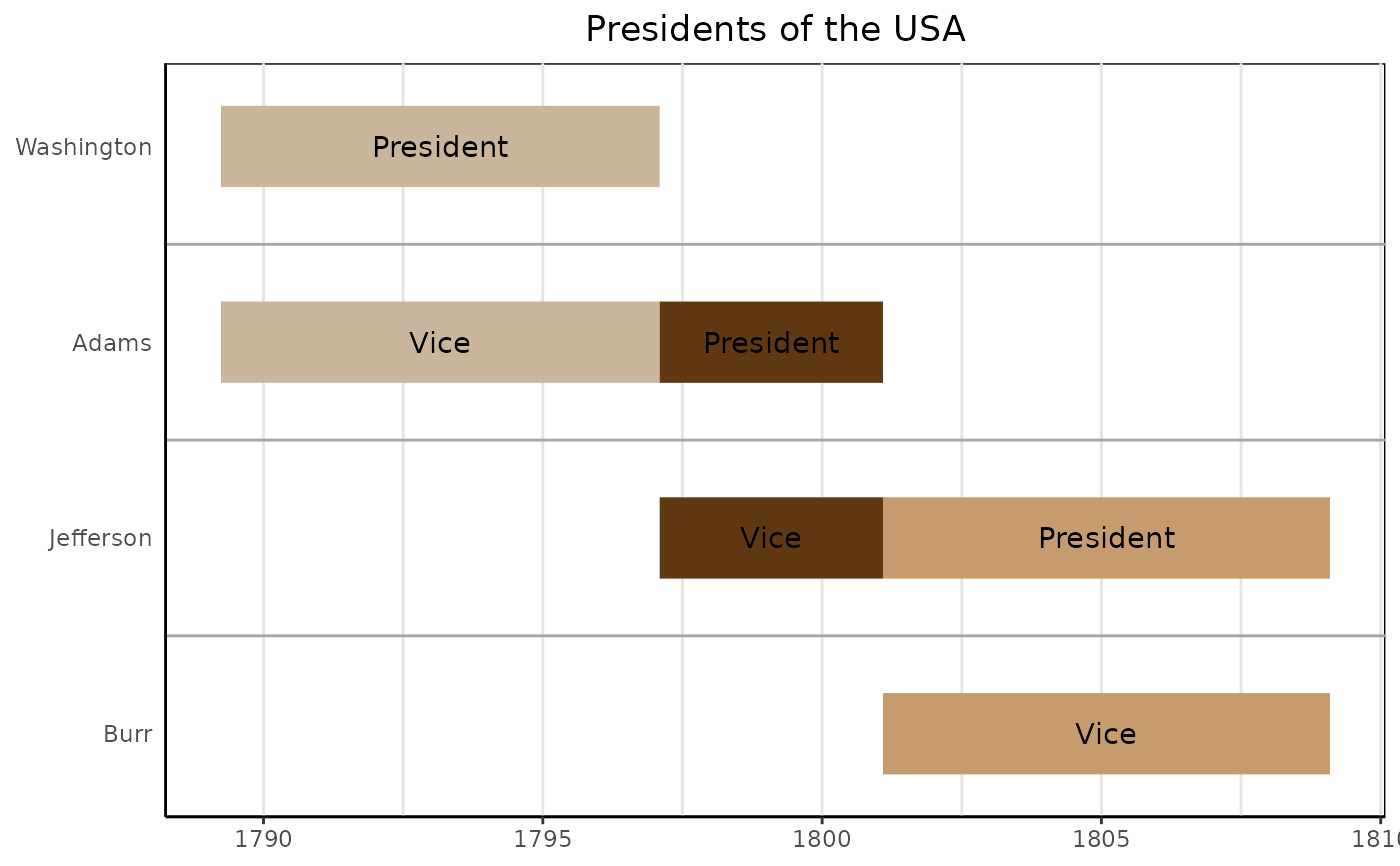 Presidents of the USA
Washington
President
Adams
Vice
President
Jefferson
Vice
President
Burr
Vice
1790
1795
1800
1805